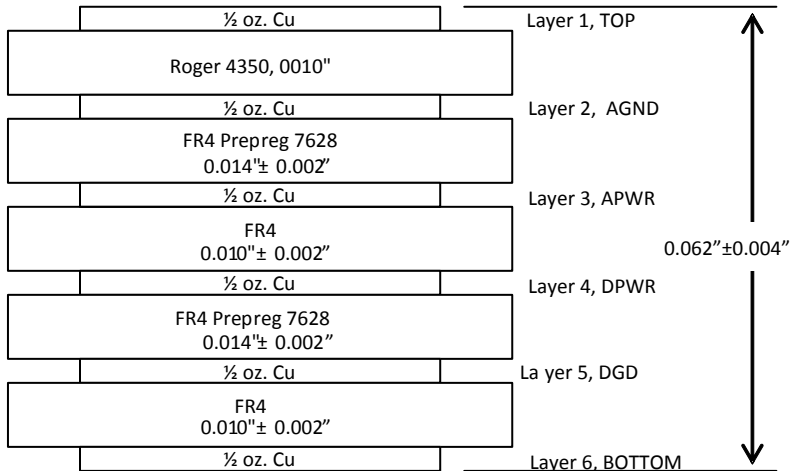 ½ oz. Cu
Layer 1, TOP
Roger 4350, 0010"
½ oz. Cu
Layer 2, AGND
FR4 Prepreg 7628
0.014"± 0.002”
½ oz. Cu
Layer 3, APWR
FR4
0.010"± 0.002”
0.062”±0.004”
½ oz. Cu
Layer 4, DPWR
FR4 Prepreg 7628
0.014"± 0.002”
½ oz. Cu
La yer 5, DGD
FR4
0.010"± 0.002”
½ oz. Cu
Layer 6, BOTTOM